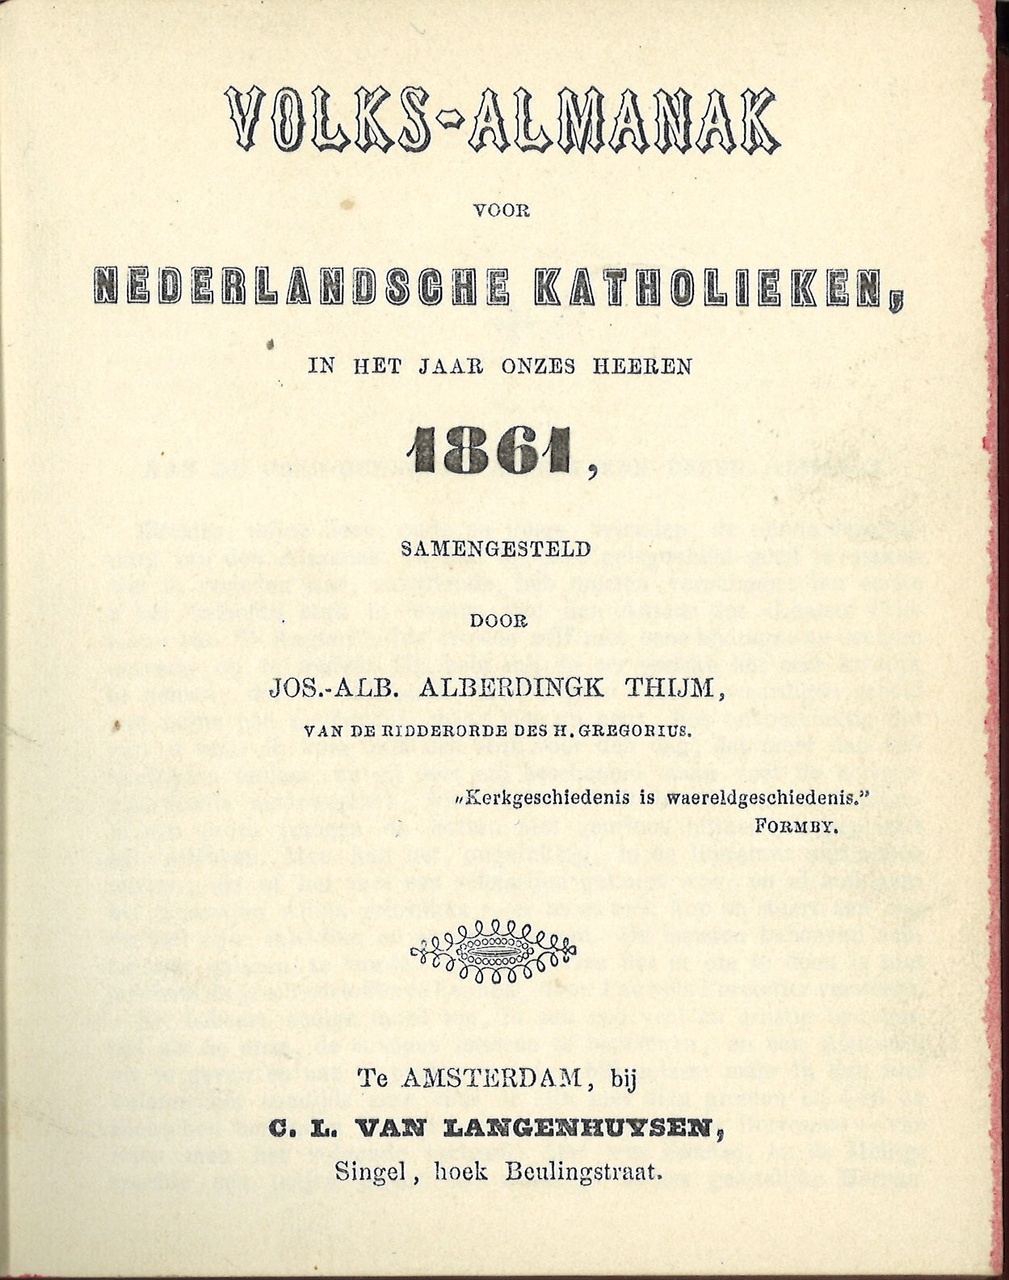 VOLKS-ALMANAK
VOOR
NEDERLANDSCHE KATHOLIEKEN,
IN HET JAAR ONZES HEEREN
1861,
SAMENGESTELD
DOOR
JOS.-ALB. ALBERDINGK THIJM,
VAN DE RIDDERORDE DES H. GREGORIUS.
„Kerkgeschiedenis is waereldgeschiedenis.”
FORMBY.
Te AMSTERDAM, bij
C. L. VAN LANGENHUYSEN,
Singel, hoek Beulingstraat.